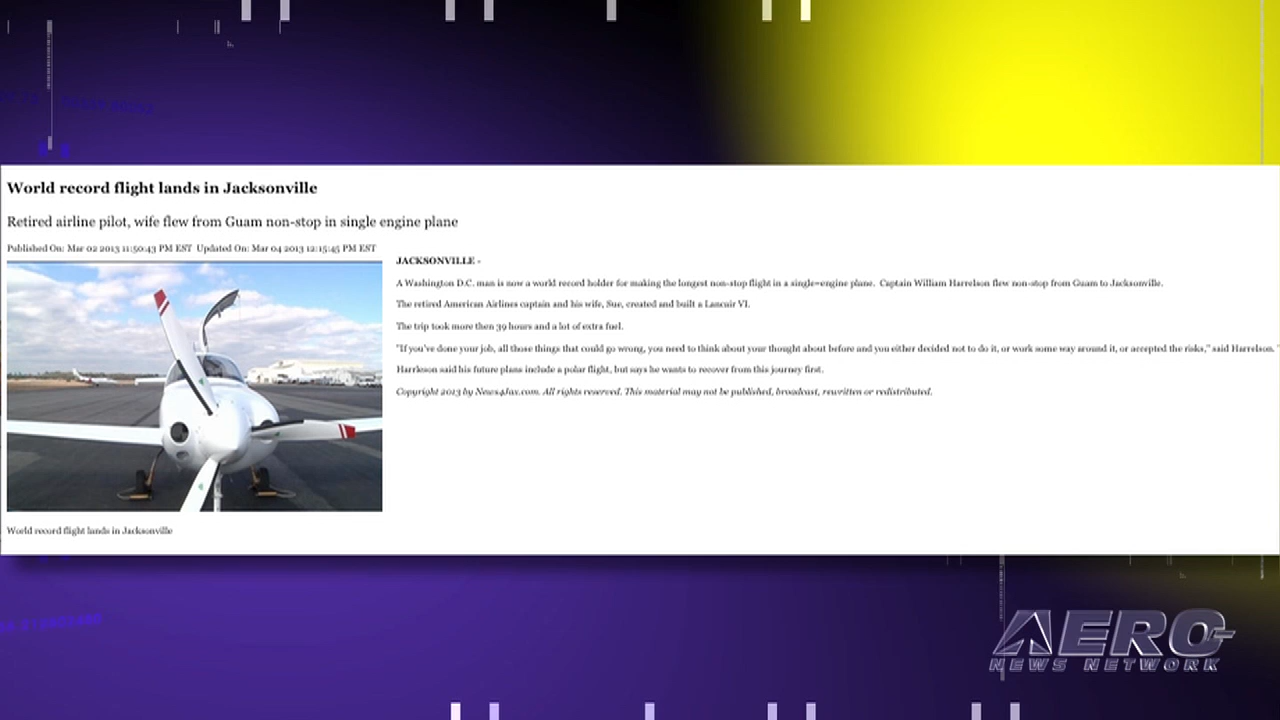 World record flight lands in Jacksonville
Retired airline pilot, wife flew from Guam non-stop in single engine plane
Published On: Mar 02 2013 11:50:43 PM EST  Updated On: Mar 04 2013 12:15:45 PM EST
JACKSONVILLE -
A Washington D.C. man is now a world record holder for making the longest non-stop flight in a single-engine plane.  Captain William Harrelson flew non-stop from Guam to Jacksonville.
The retired American Airlines captain and his wife, Sue, created and built a Lancuir VI.
The trip took more then 39 hours and a lot of extra fuel.
"If you've done your job, all those things that could go wrong, you need to think about your thought about before and you either decided not to do it, or work some way around it, or accepted the risks," said Harrelson. "
Harrleson said his future plans include a polar flight, but says he wants to recover from this journey first.
Copyright 2013 by News4Jax.com. All rights reserved. This material may not be published, broadcast, rewritten or redistributed.
World record flight lands in Jacksonville
AERO-
NEWS NETWORK